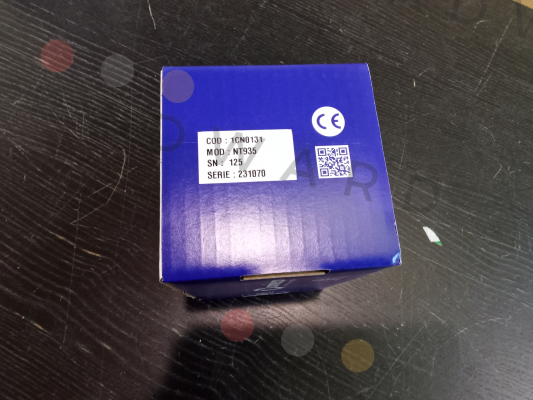 COD : 1CN0131
MOD : NT935
SN : 125
SERIE : 231070
CE